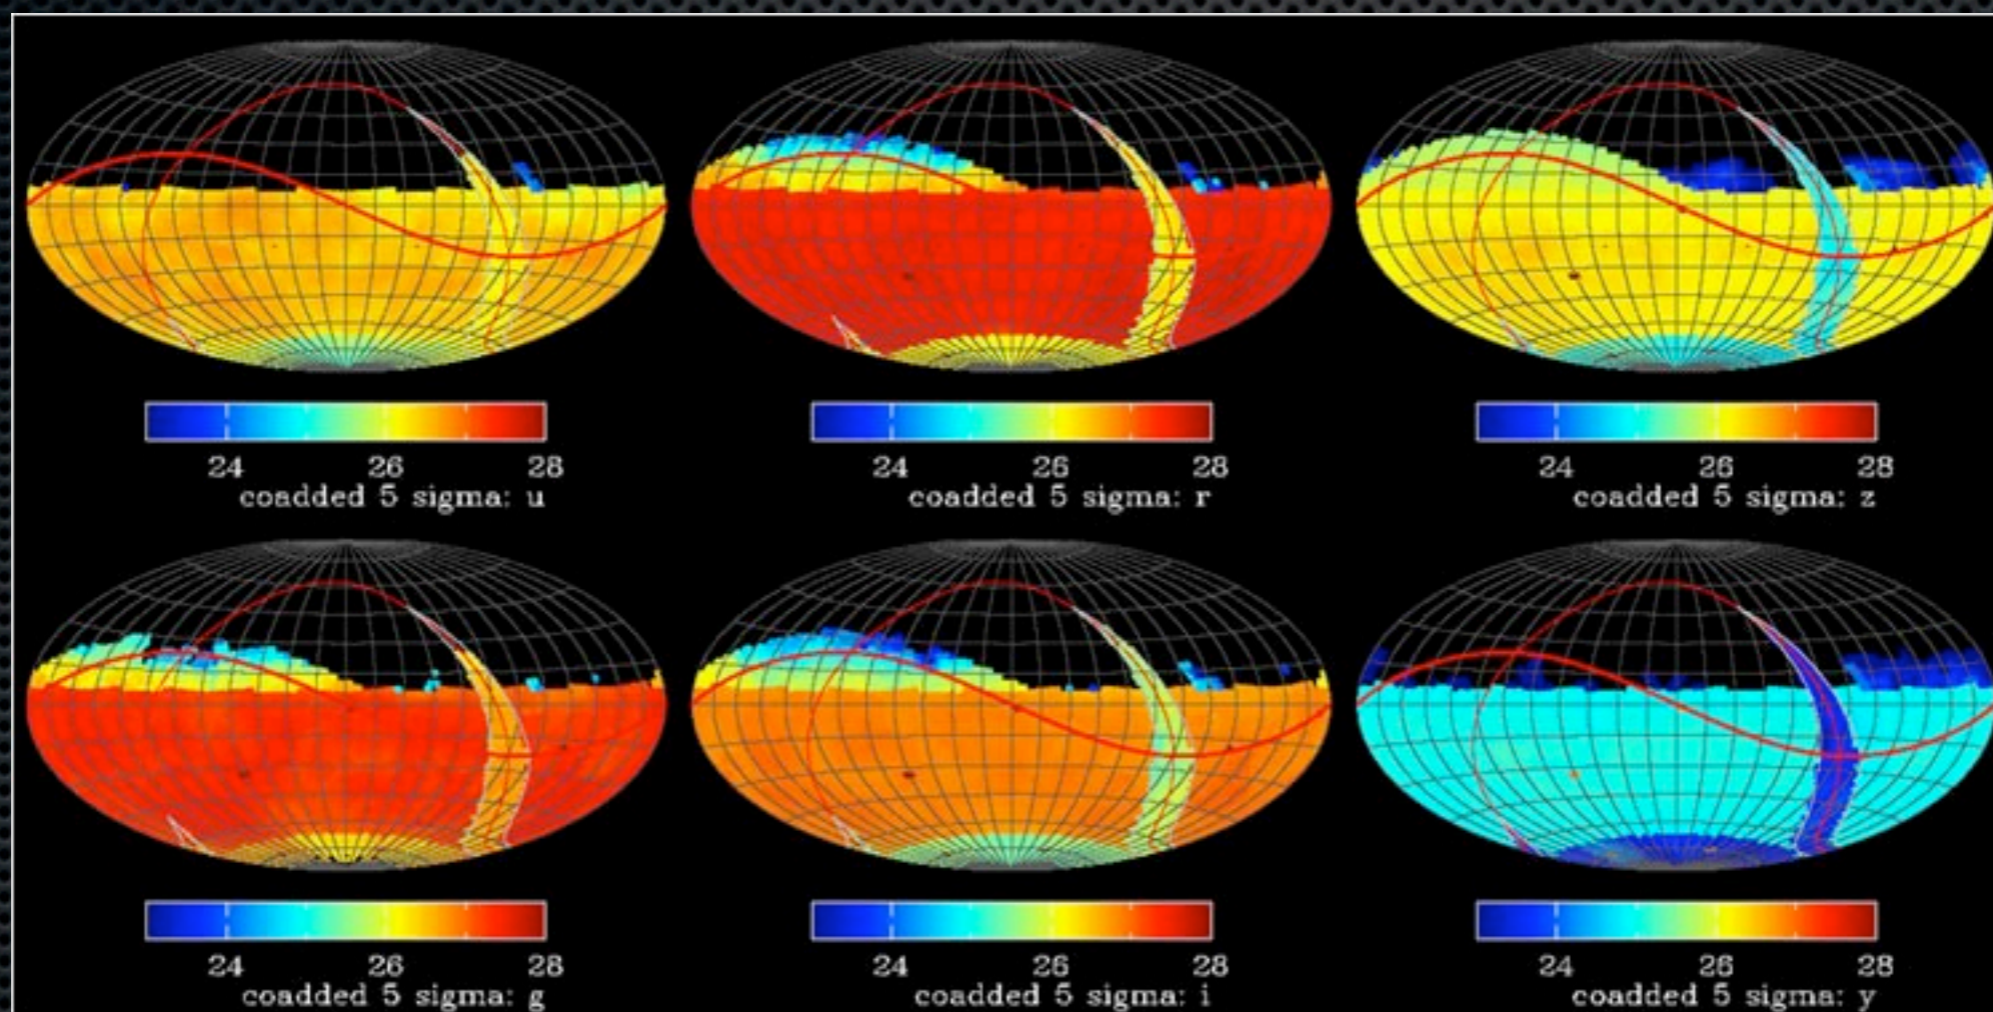 24 26 28
coadded 5 sigma: u
24 26 28
coadded 5 sigma: r
24 26 28
coadded 5 sigma: z
24 26 28
coadded 5 sigma: g
24 26 28
coadded 5 sigma: i
24 26 28
coadded 5 sigma: y